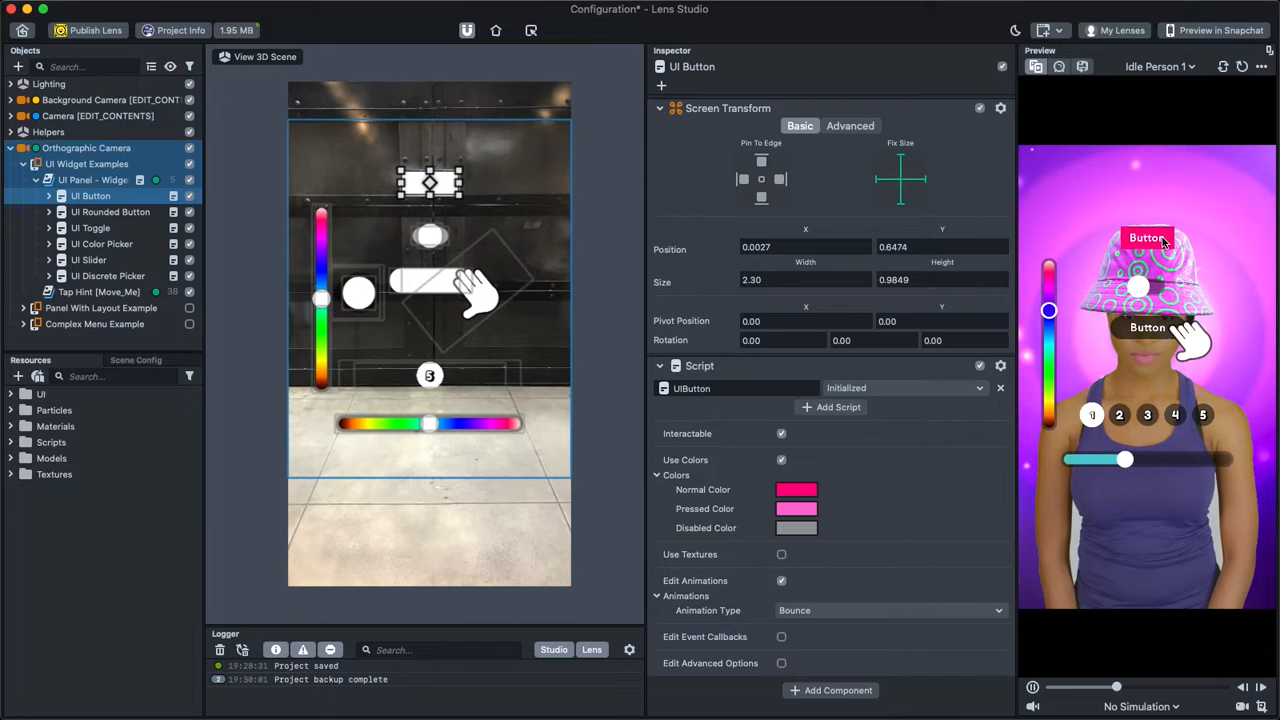 Configuration* - Lens Studio
Publish Lens
Project Info
1.95 MB
My Lenses
Preview in Snapchat
Objects
Search...
Lighting
Background Camera [EDIT_CONTI
Camera [EDIT_CONTENTS]
Helpers
Orthographic Camera
UI Widget Examples
UI Panel - Widge
5
UI Button
UI Rounded Button
UI Toggle
UI Color Picker
UI Slider
UI Discrete Picker
Tap Hint [Move_Me]
38
Panel With Layout Example
Complex Menu Example
Resources
Scene Config
Search...
UI
Particles
Materials
Scripts
Models
Textures
View 3D Scene
5
Logger
Search...
Studio
Lens
19:28:31 Project saved
2 19:30:01 Project backup complete
Inspector
UI Button
Screen Transform
Basic
Advanced
Pin To Edge
Fix Size
X
Y
Position
0.0027
0.6474
Width
Height
Size
2.30
0.9849
X
Y
Pivot Position
0.00
0.00
Rotation
0.00
0.00
0.00
Script
UIButton
Initialized
Add Script
Interactable
Use Colors
Colors
Normal Color
Pressed Color
Disabled Color
Use Textures
Edit Animations
Animations
Animation Type
Bounce
Edit Event Callbacks
Edit Advanced Options
Add Component
Preview
Idle Person 1
Button
Button
1 2 3 4 5
No Simulation